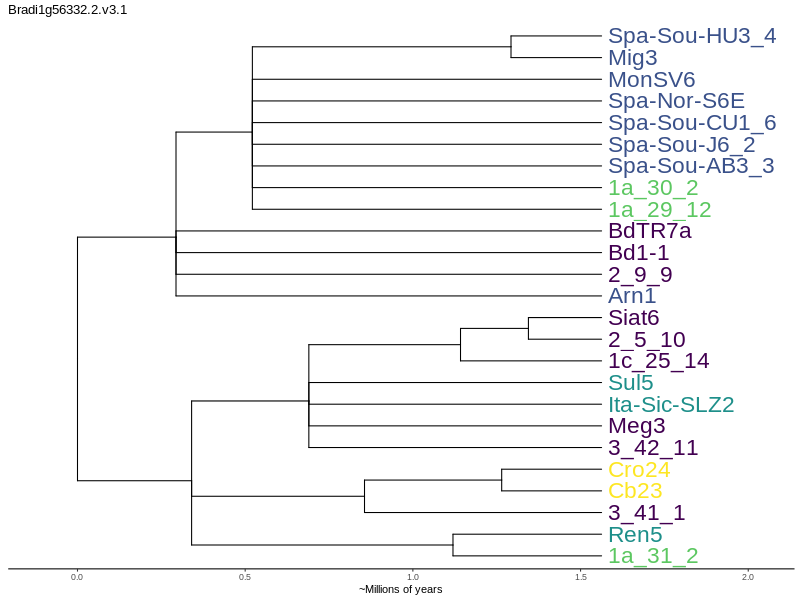 Bradi1g56332.2.v3.1
Spa-Sou-HU3_4
Mig3
MonSV6
Spa-Nor-S6E
Spa-Sou-CU1_6
Spa-Sou-J6_2
Spa-Sou-AB3_3
1a_30_2
1a_29_12
BdTR7a
Bd1-1
2_9_9
Arn1
Siat6
2_5_10
1c_25_14
Sul5
Ita-Sic-SLZ2
Meg3
3_42_11
Cro24
Cb23
3_41_1
Ren5
1a_31_2
0.0 0.5 1.0 1.5 2.0
~Millions of years